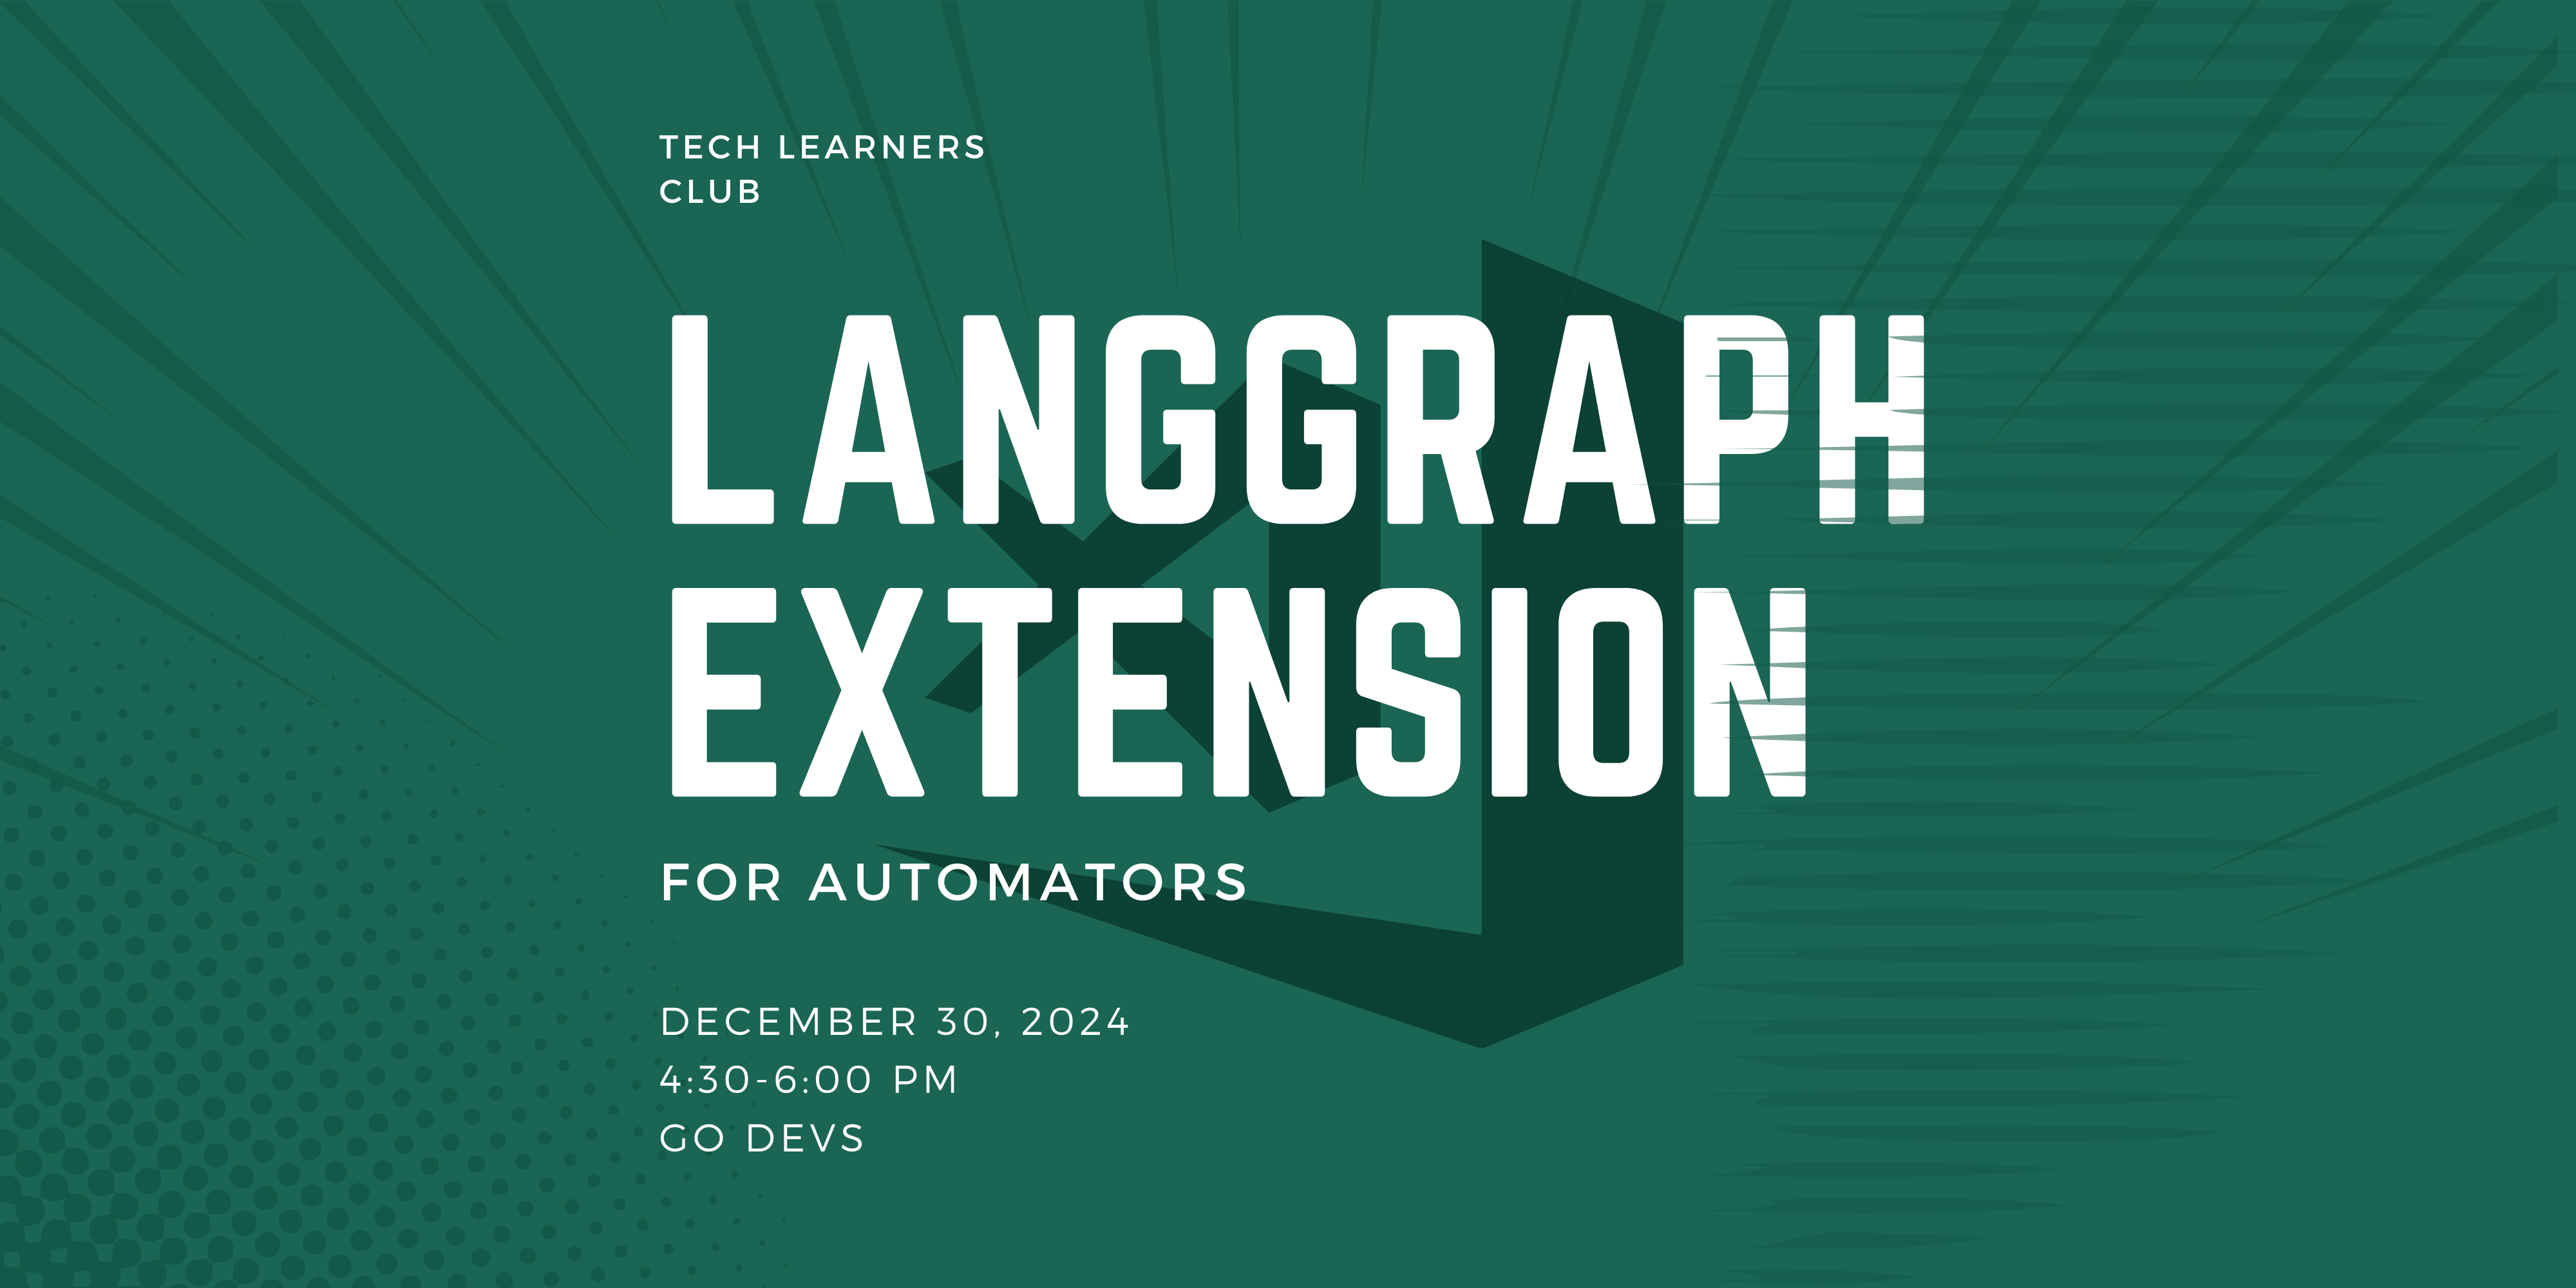 TECH LEARNERS
CLUB
LANGGRAPH
EXTENSION
FOR AUTOMATORS
DECEMBER 30, 2024
4:30-6:00 PM
GO DEVS